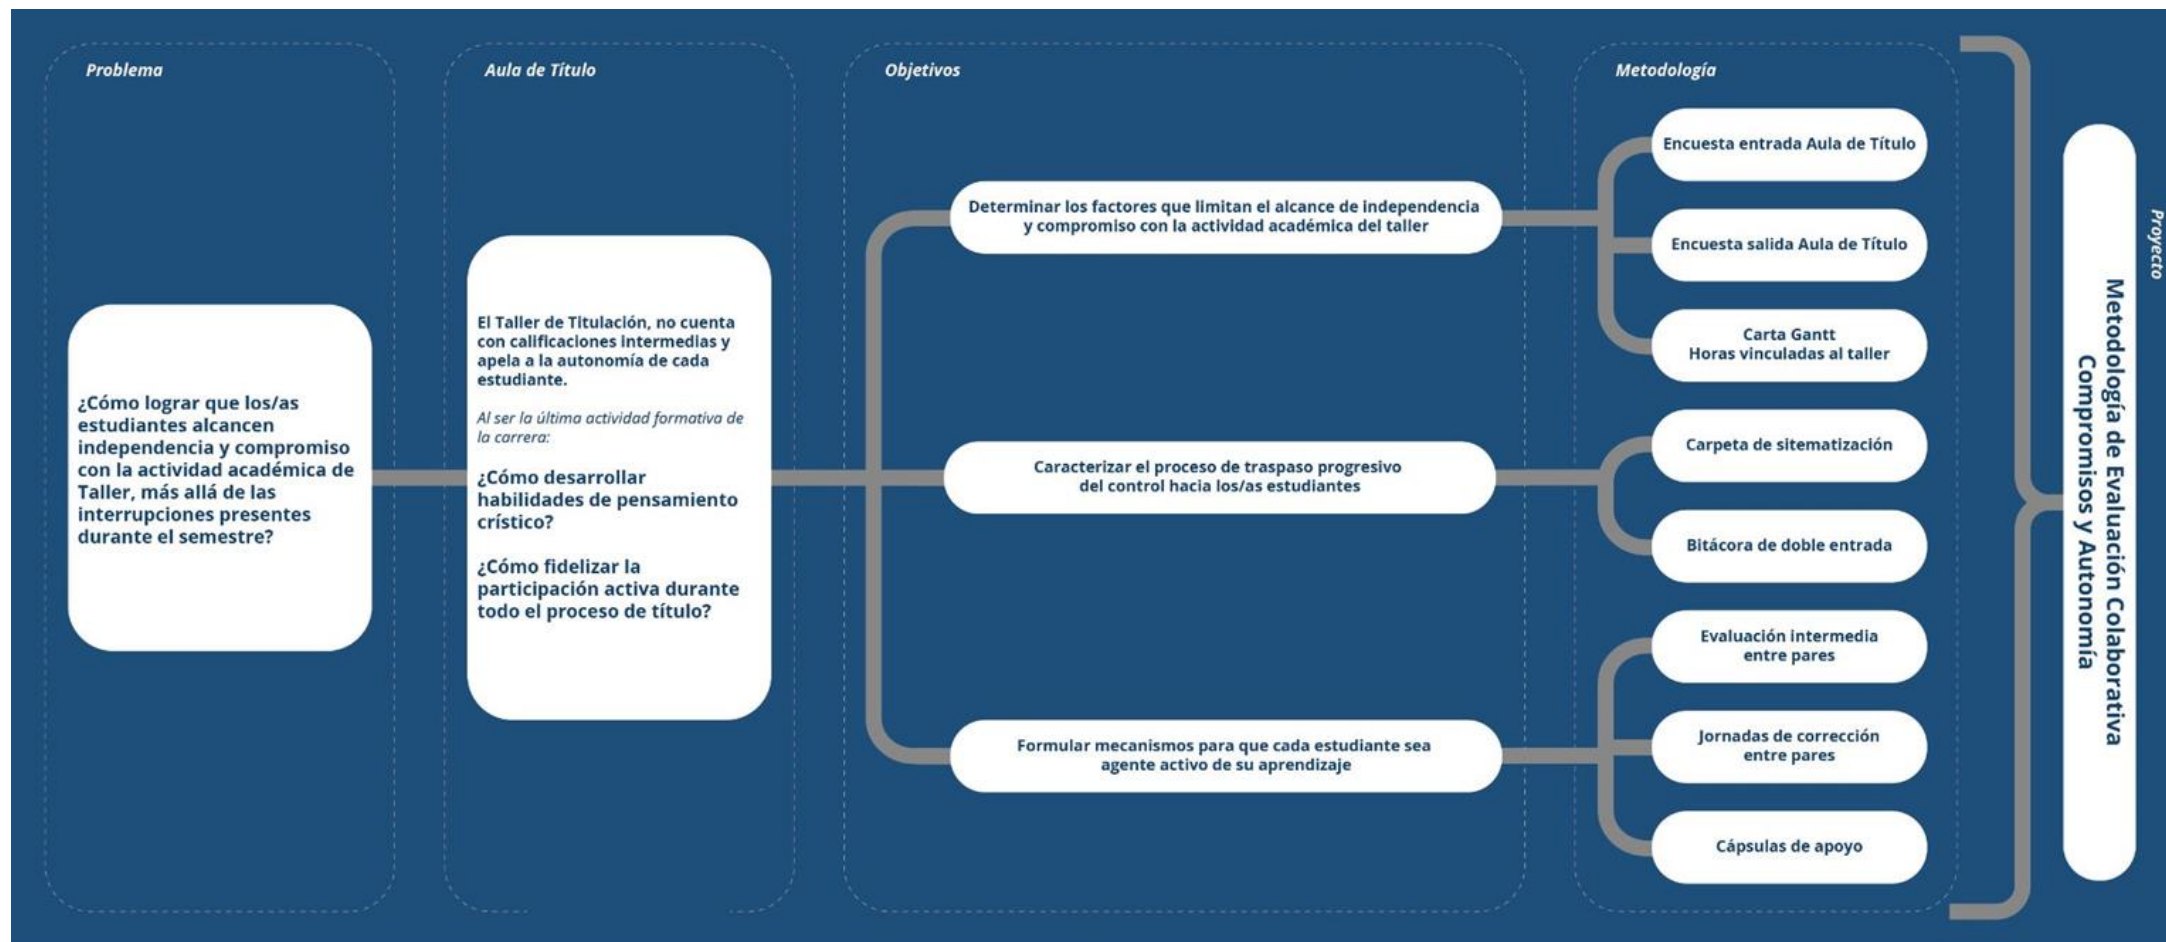 Problema
¿Cómo lograr que los/as
estudiantes alcancen
independencia y compromiso
con la actividad académica de
Taller, más allá de las
interrupciones presentes
durante el semestre?
Aula de Título
El Taller de Titulación, no cuenta
con calificaciones intermedias y
apela a la autonomía de cada
estudiante.
Al ser la última actividad formativa de
la carrera:
¿Cómo desarrollar
habilidades de pensamiento
crístico?
¿Cómo fidelizar la
participación activa durante
todo el proceso de título?
Objetivos
Determinar los factores que limitan el alcance de independencia
y compromiso con la actividad académica del taller
Caracterizar el proceso de traspaso progresivo
del control hacia los/as estudiantes
Formular mecanismos para que cada estudiante sea
agente activo de su aprendizaje
Metodología
Encuesta entrada Aula de Título
Encuesta salida Aula de Título
Carta Gantt
Horas vinculadas al taller
Carpeta de sitematización
Bitácora de doble entrada
Evaluación intermedia
entre pares
Jornadas de corrección
entre pares
Cápsulas de apoyo
Proyecto
Metodología de Evaluación Colaborativa
Compromisos y Autonomía